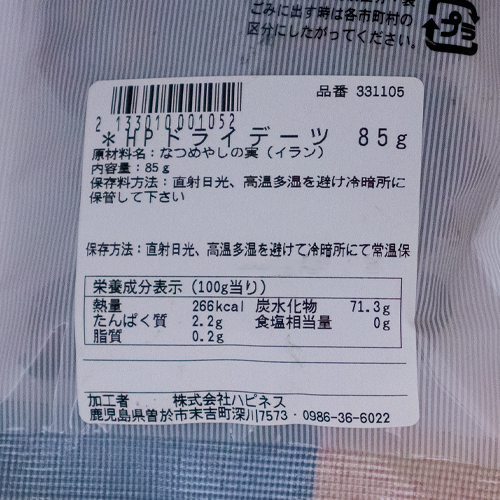 ごみに出す時は各市町村の
区分にしたがってください。
プラ
品番 331105
2 133010 001052
*HPドライデーツ 85g
原材料名:なつめやしの実(イラン)
内容量:85g
保存料方法:直射日光、高温多湿を避け冷暗所に
保管して下さい
保存方法:直射日光、高温多湿を避けて冷暗所にて常温保
栄養成分表示(100g当り)
熱量 266kcal 炭水化物 71.3g
たんぱく質 2.2g 食塩相当量 0g
脂質 0.2g
加工者 株式会社ハピネス
鹿児島県曽於市末吉町深川7573・0986-36-6022